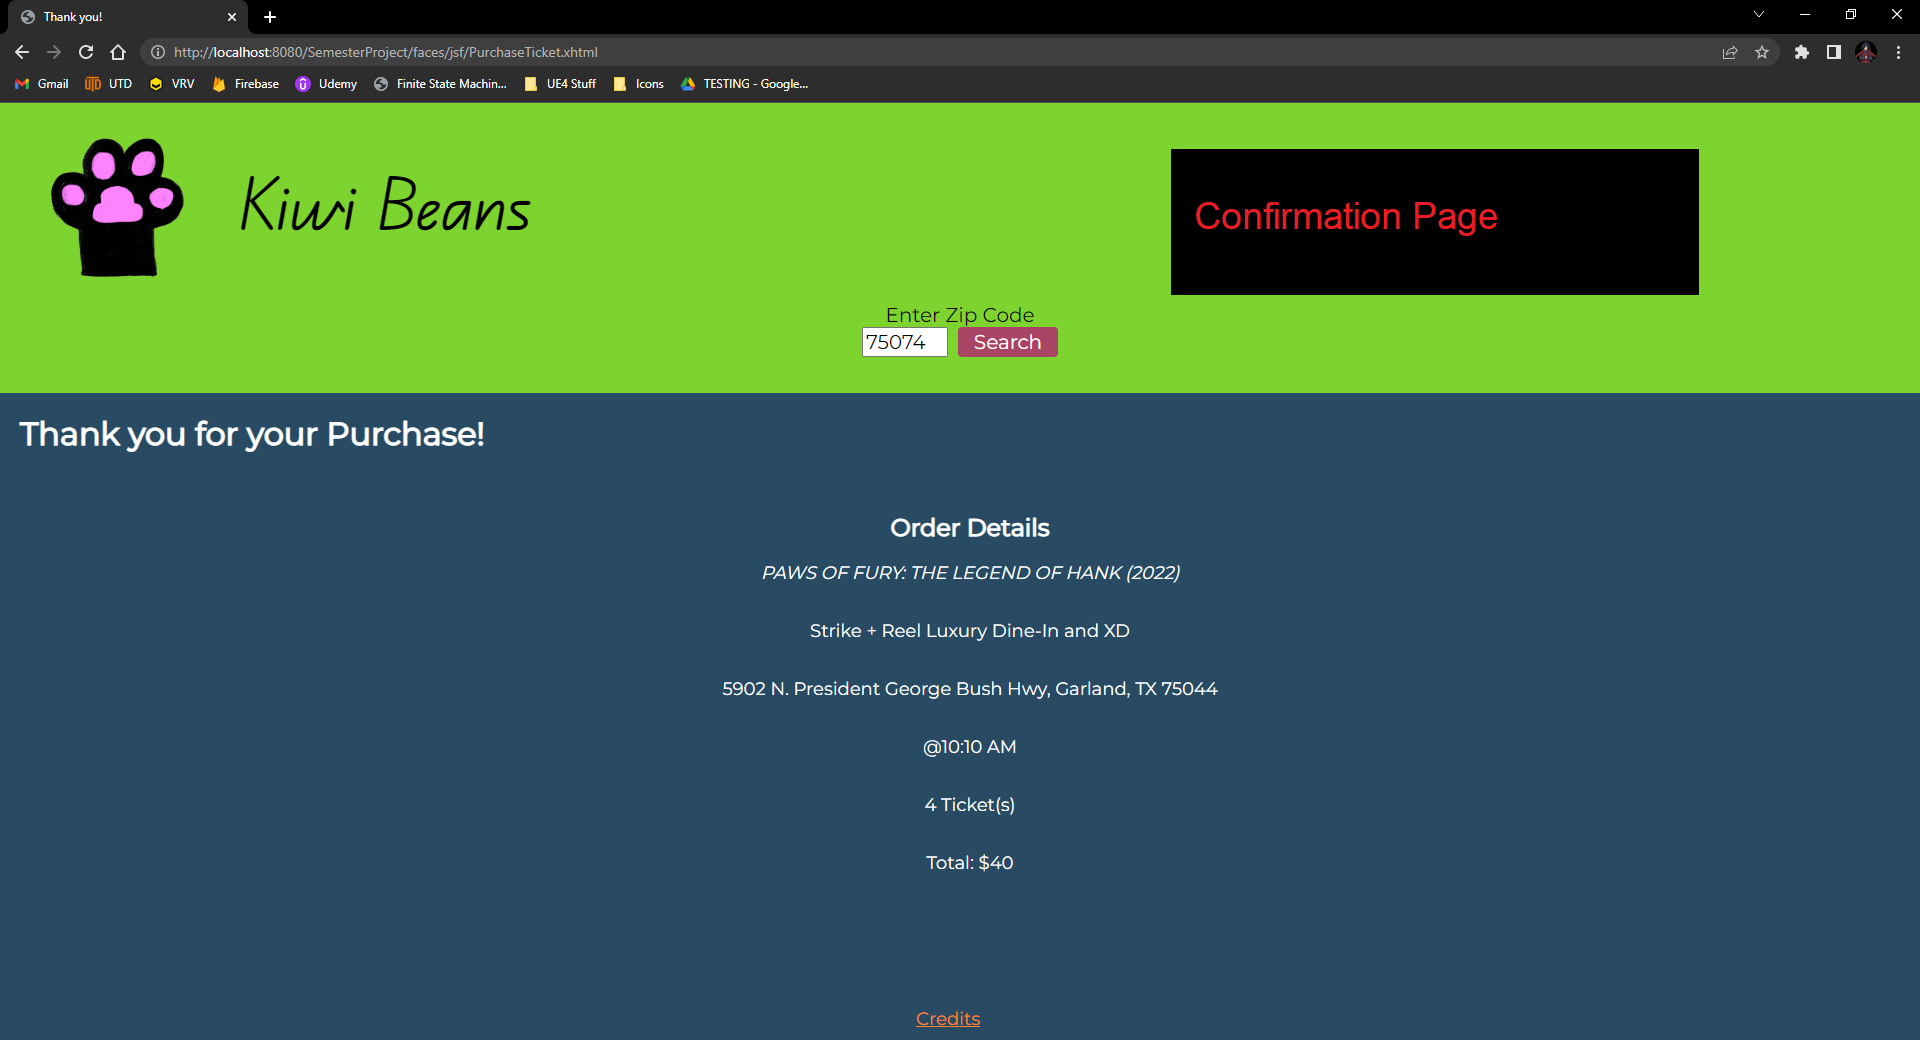 Thank you!
http://localhost:8080/SemesterProject/faces/jsf/PurchaseTicket.xhtml
Gmail UTD VRV Firebase Udemy Finite State Machin... UE4 Stuff Icons TESTING - Google...
Kiwi Beans
Confirmation Page
Enter Zip Code
75074 Search
Thank you for your Purchase!
Order Details
PAWS OF FURY: THE LEGEND OF HANK (2022)
Strike + Reel Luxury Dine-In and XD
5902 N. President George Bush Hwy, Garland, TX 75044
@10:10 AM
4 Ticket(s)
Total: $40
Credits